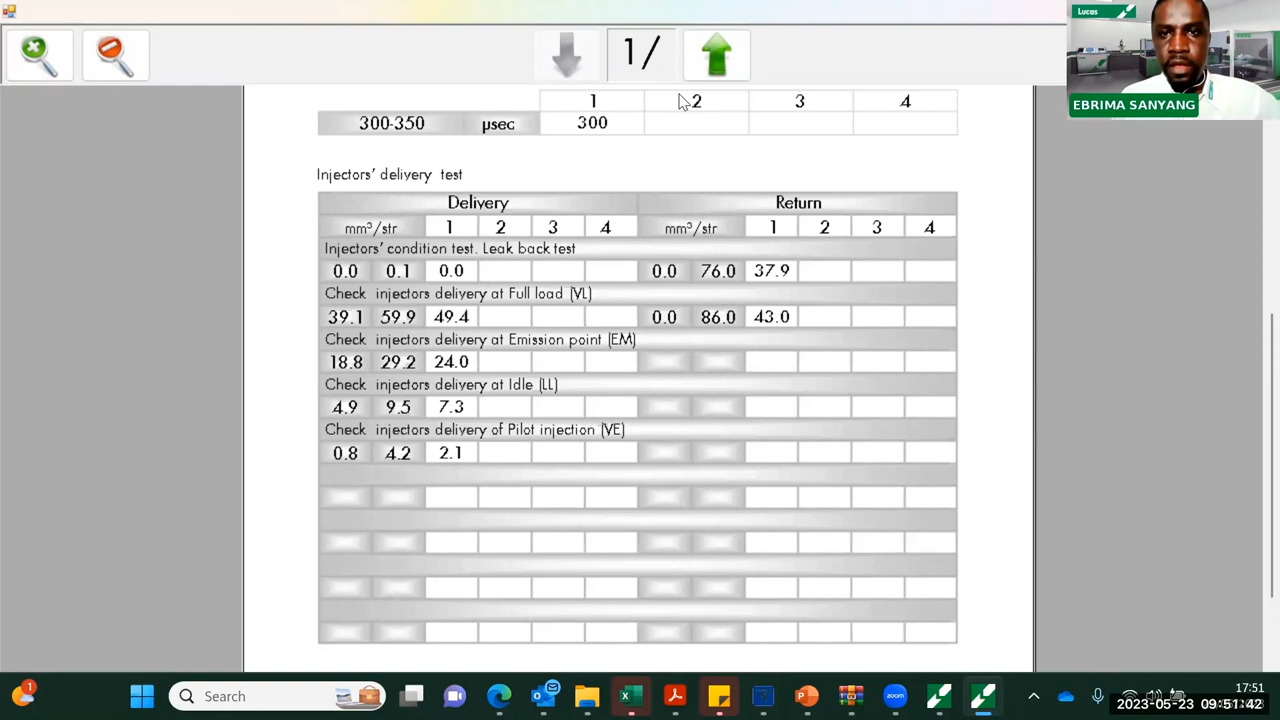 Lucas
EBRIMA SANYANG
1/
1 2 3 4
300-350 µsec 300
Injectors' delivery test
Delivery Return
mm³/str 1 2 3 4 mm³/str 1 2 3 4
Injectors' condition test. Leak back test
0.0 0.1 0.0 0.0 76.0 37.9
Check injectors delivery at Full load (VL)
39.1 59.9 49.4 0.0 86.0 43.0
Check injectors delivery at Emission point (EM)
18.8 29.2 24.0
Check injectors delivery at Idle (LL)
4.9 9.5 7.3
Check injectors delivery of Pilot injection (VE)
0.8 4.2 2.1
1 Search zoom 17:51
2023-05-23 09:51:42